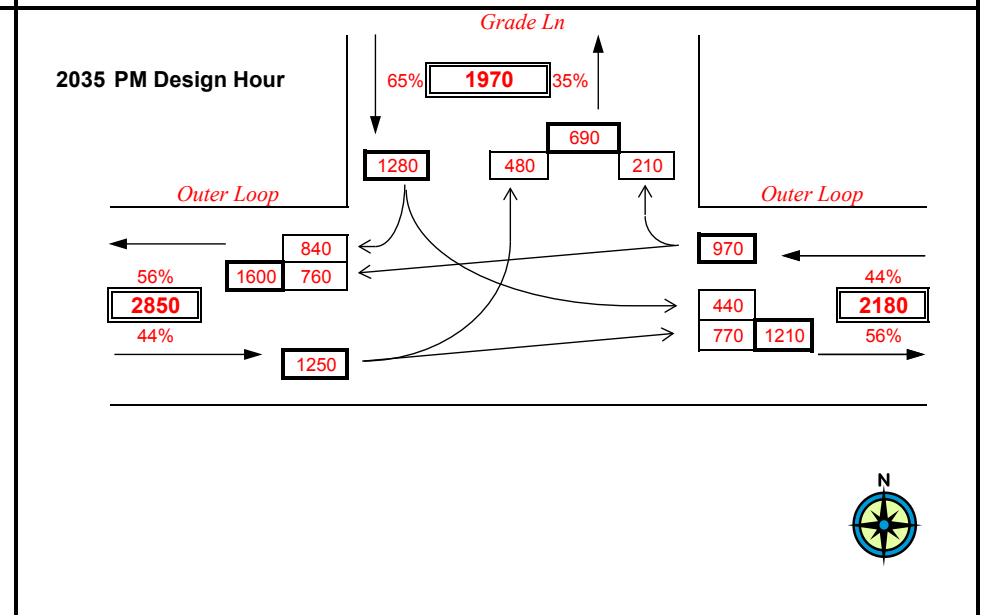 Grade Ln
2035 PM Design Hour
65% 1970 35%
690
1280 480 210
Outer Loop Outer Loop
840 970
56% 1600 760 44%
2850 440 2180
44% 770 1210 56%
1250
N